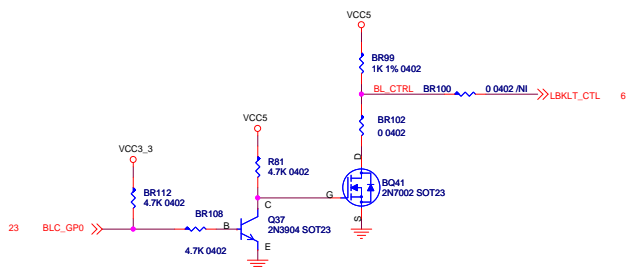 VCC5
BR99
1K 1% 0402
BL_CTRL BR100 0 0402 /NI LBKLT_CTL 6
VCC5
BR102
0 0402
VCC3_3
D
R81
4.7K 0402
BQ41
2N7002 SOT23
G
BR112
4.7K 0402
S
C
BR108
Q37
2N3904 SOT23
23 BLC_GP0 B
E
4.7K 0402